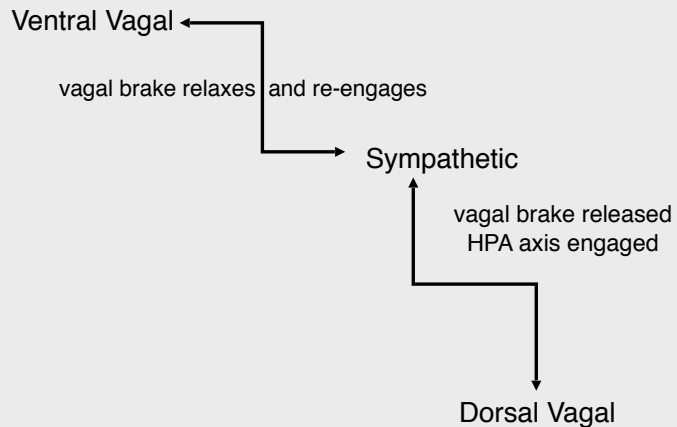 Ventral Vagal
vagal brake relaxes and re-engages
Sympathetic
vagal brake released
HPA axis engaged
Dorsal Vagal